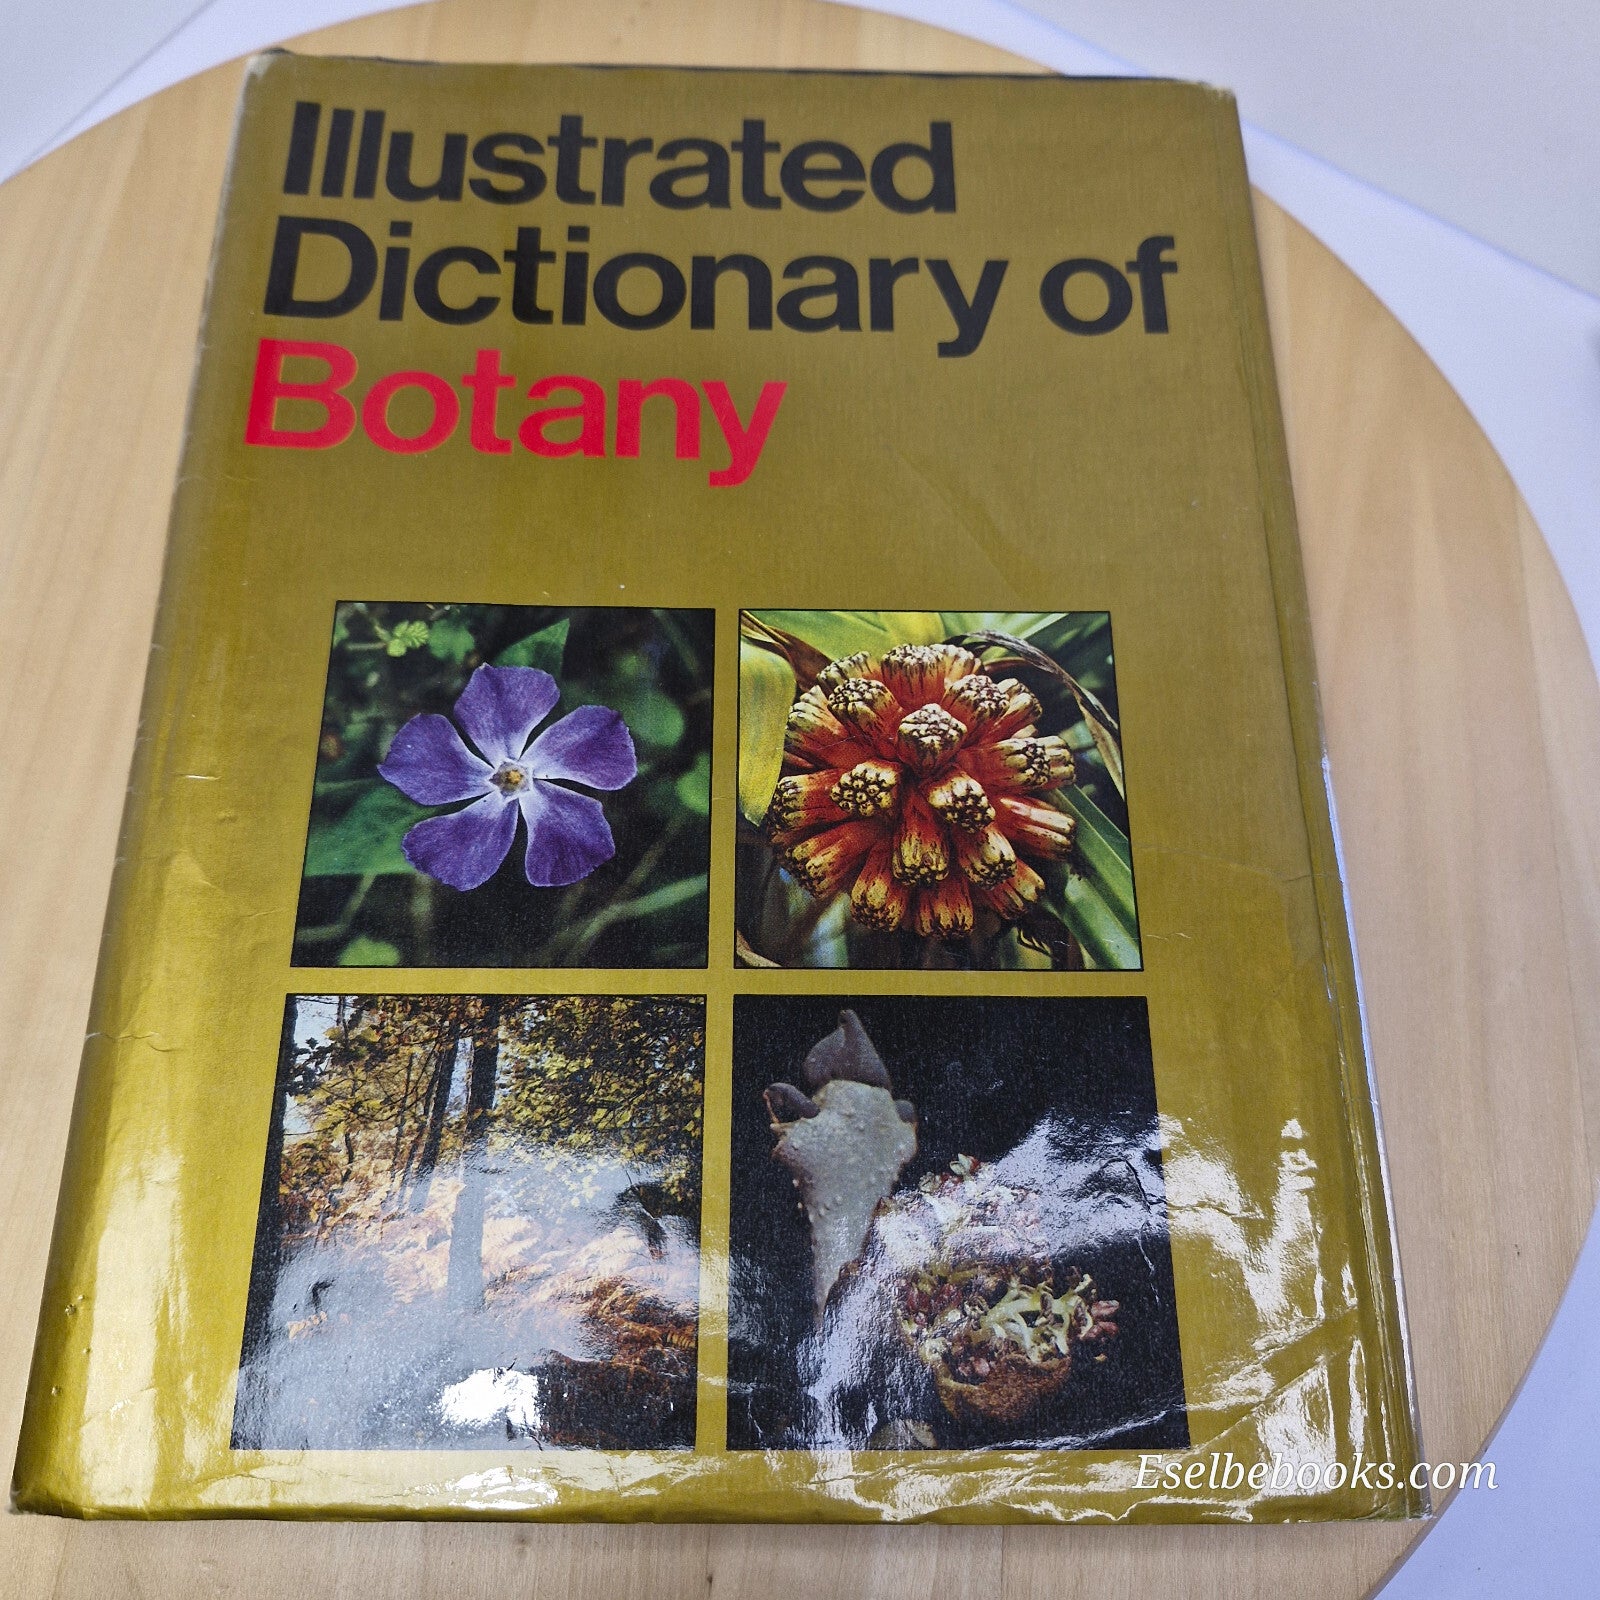 Illustrated
Dictionary of
Botany
Eselbebooks.com